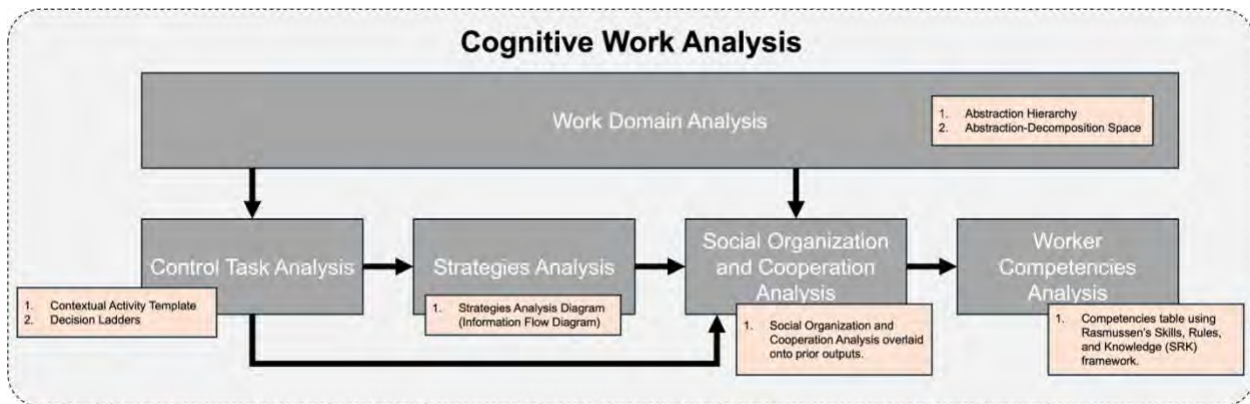 Cognitive Work Analysis
Work Domain Analysis
1. Abstraction Hierarchy
2. Abstraction-Decomposition Space
Control Task Analysis
1. Contextual Activity Template
2. Decision Ladders
Strategies Analysis
1. Strategies Analysis Diagram
(Information Flow Diagram)
Social Organization
and Cooperation
Analysis
1. Social Organization and
Cooperation Analysis overlaid
onto prior outputs.
Worker
Competencies
Analysis
1. Competencies table using
Rasmussen's Skills, Rules,
and Knowledge (SRK)
framework.